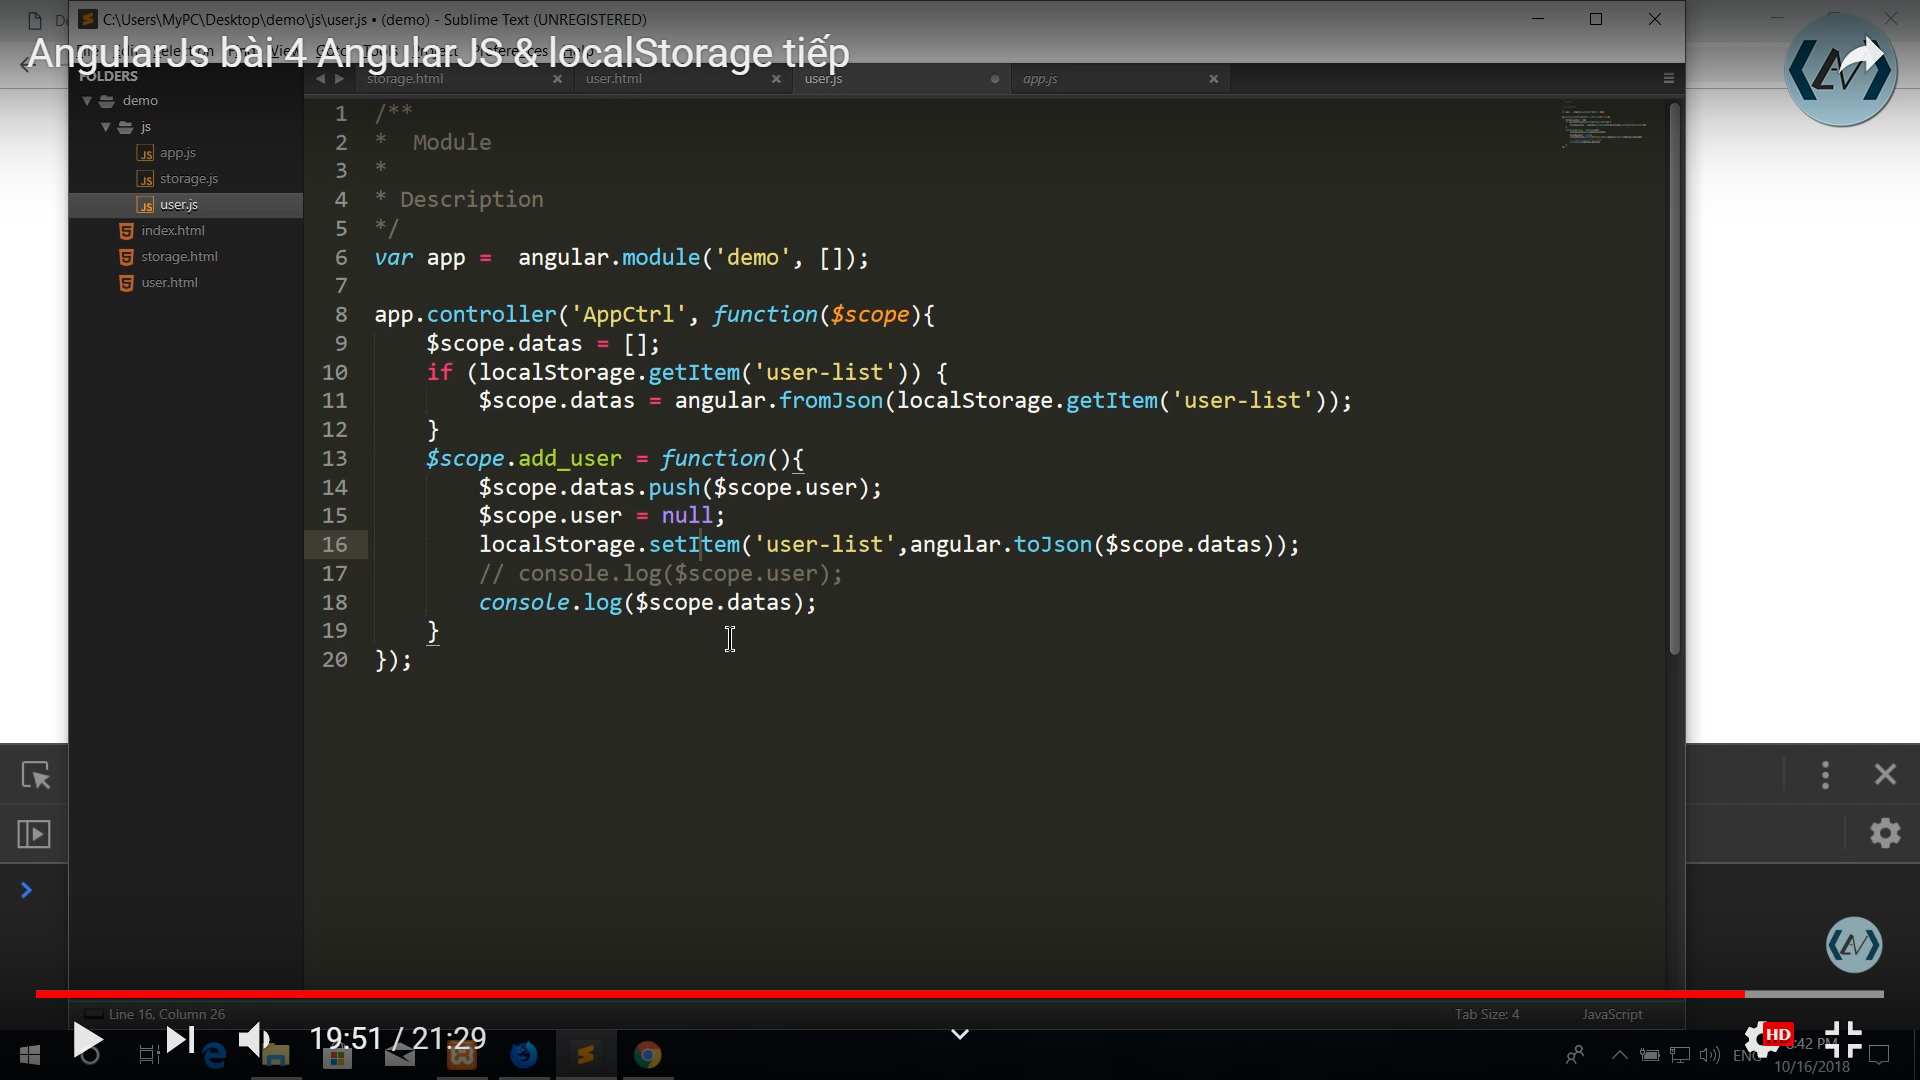 C:\Users\MyPC\Desktop\demo\js\user.js • (demo) - Sublime Text (UNREGISTERED)
AngularJs bài 4 AngularJS & localStorage tiếp
FOLDERS
demo
js
app.js
storage.js
user.js
index.html
storage.html
user.html
storage.html
user.html
user.js
app.js
1 /**
2 *  Module
3 *
4 * Description
5 */
6 var app =  angular.module('demo', []);
7
8 app.controller('AppCtrl', function($scope){
9 $scope.datas = [];
10 if (localStorage.getItem('user-list')) {
11 $scope.datas = angular.fromJson(localStorage.getItem('user-list'));
12 }
13 $scope.add_user = function(){
14 $scope.datas.push($scope.user);
15 $scope.user = null;
16 localStorage.setItem('user-list',angular.toJson($scope.datas));
17 // console.log($scope.user);
18 console.log($scope.datas);
19 }
20 });
Line 16, Column 26
Tab Size: 4
JavaScript
19:51 / 21:29
HD
:42 PM
10/16/2018